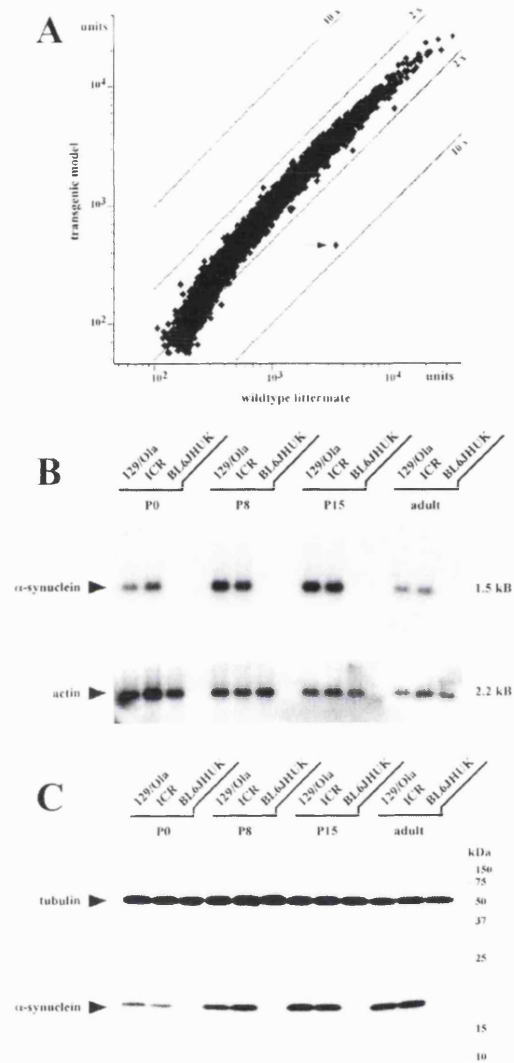 A
units
10 x
2 x
2 x
10 x
10⁴
10³
10²
transgenic model
10² 10³ 10⁴
units
wildtype littermate
B
129/Ola ICR BL6JHUK 129/Ola ICR BL6JHUK 129/Ola ICR BL6JHUK 129/Ola ICR BL6JHUK
P0 P8 P15 adult
α-synuclein 1.5 kB
actin 2.2 kB
C
129/Ola ICR BL6JHUK 129/Ola ICR BL6JHUK 129/Ola ICR BL6JHUK 129/Ola ICR BL6JHUK
P0 P8 P15 adult
kDa
150
75
tubulin 50
37
25
α-synuclein
15
10